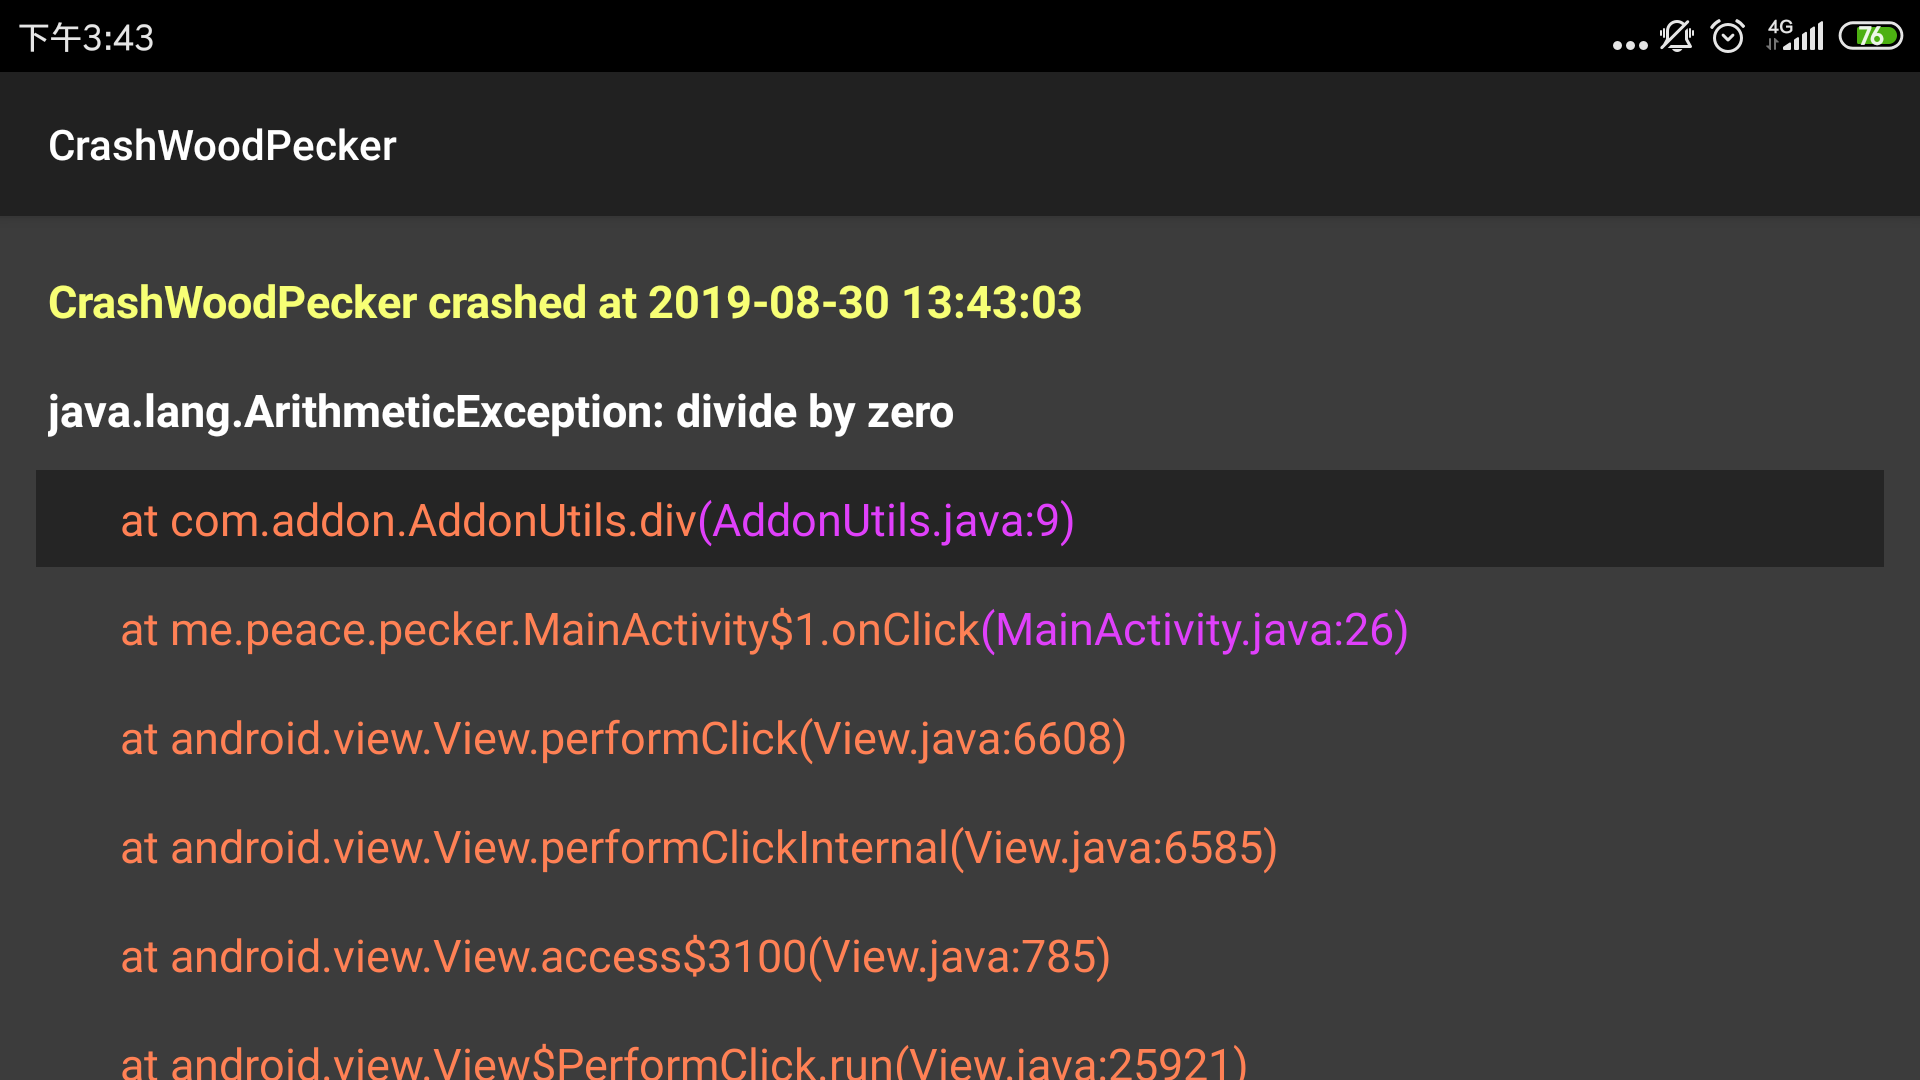 下午3:43
4G
76
CrashWoodPecker
CrashWoodPecker crashed at 2019-08-30 13:43:03
java.lang.ArithmeticException: divide by zero
at com.addon.AddonUtils.div(AddonUtils.java:9)
at me.peace.pecker.MainActivity$1.onClick(MainActivity.java:26)
at android.view.View.performClick(View.java:6608)
at android.view.View.performClickInternal(View.java:6585)
at android.view.View.access$3100(View.java:785)
at android.view.View$PerformClick.run(View.java:25921)